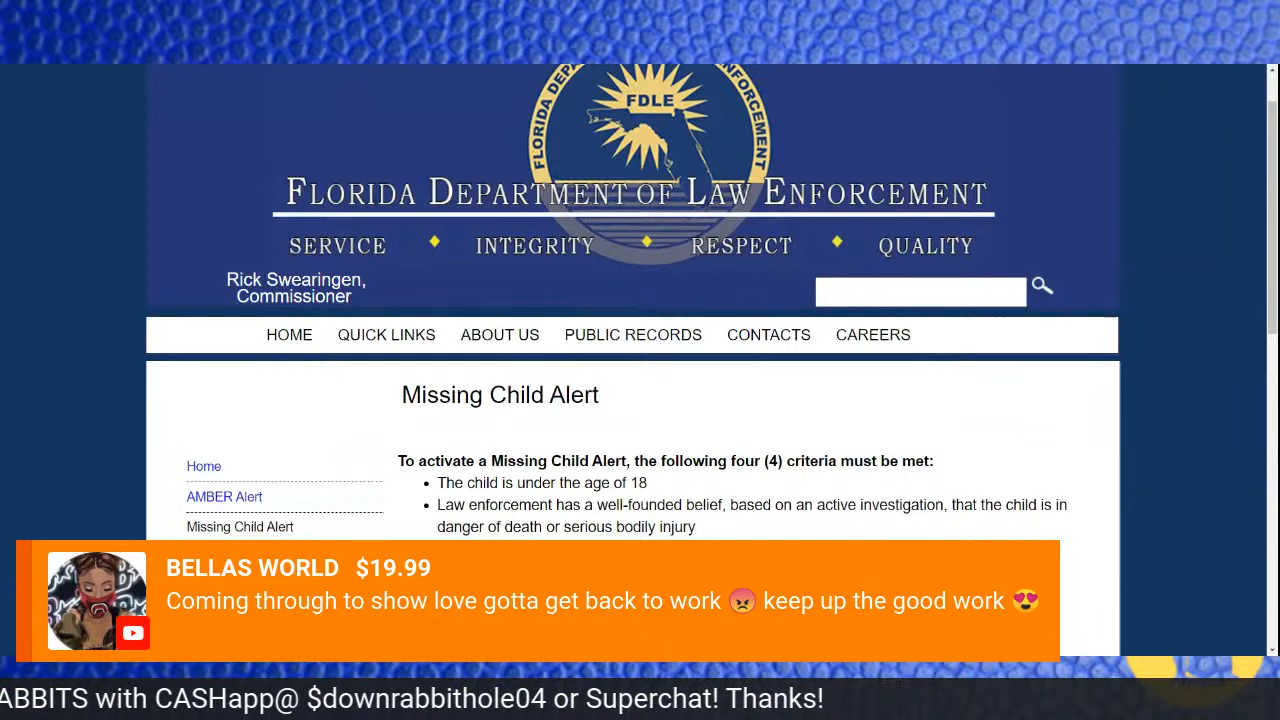 FLORIDA DEP
NFORCEMENT
FDLE
FLORIDA DEPARTMENT OF LAW ENFORCEMENT
SERVICE INTEGRITY RESPECT QUALITY
Rick Swearingen,
Commissioner
HOME QUICK LINKS ABOUT US PUBLIC RECORDS CONTACTS CAREERS
Missing Child Alert
Home
AMBER Alert
Missing Child Alert
To activate a Missing Child Alert, the following four (4) criteria must be met:
• The child is under the age of 18
• Law enforcement has a well-founded belief, based on an active investigation, that the child is in
danger of death or serious bodily injury
BELLAS WORLD $19.99
Coming through to show love gotta get back to work 😡 keep up the good work 😍
ABBITS with CASHapp@ $downrabbithole04 or Superchat! Thanks!